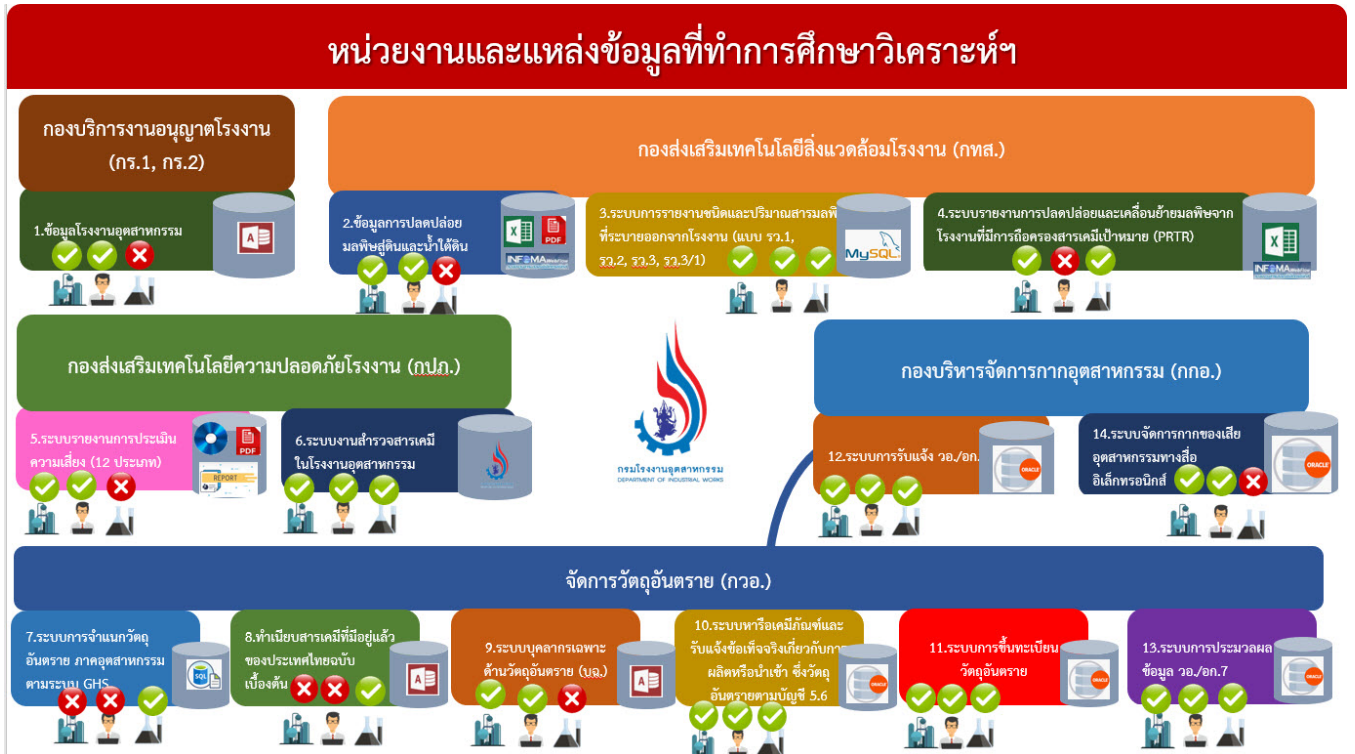 หน่วยงานและแหล่งข้อมูลที่ทำการศึกษาวิเคราะห์ฯ
กองบริการงานอนุญาตโรงงาน
(กร.1, กร.2)
กองส่งเสริมเทคโนโลยีสิ่งแวดล้อมโรงงาน (กทส.)
1.ข้อมูลโรงงานอุตสาหกรรม
A
2.ข้อมูลการปลดปล่อย
มลพิษสู่ดินและน้ำใต้ดิน
X
PDF
3.ระบบการรายงานชนิดและปริมาณสารมลพิ
ที่ระบายออกจากโรงงาน (แบบ รว.1,
รว.2, รว.3, รว.3/1)
MySQL
4.ระบบรายงานการปลดปล่อยและเคลื่อนย้ายมลพิษจาก
โรงงานที่มีการถือครองสารเคมีเป้าหมาย (PRTR)
X
กองส่งเสริมเทคโนโลยีความปลอดภัยโรงงาน (กปภ.)
5.ระบบรายงานการประเมิน
ความเสี่ยง (12 ประเภท)
PDF
REPORT
6.ระบบงานสำรวจสารเคมี
ในโรงงานอุตสาหกรรม
กรมโรงงานอุตสาหกรรม
DEPARTMENT OF INDUSTRIAL WORKS
กองบริหารจัดการกากอุตสาหกรรม (กกอ.)
12.ระบบการรับแจ้ง วอ./อก.
ORACLE
14.ระบบจัดการกากของเสีย
อุตสาหกรรมทางสื่อ
อิเล็กทรอนิกส์
ORACLE
จัดการวัตถุอันตราย (กวอ.)
7.ระบบการจำแนกวัตถุ
อันตราย ภาคอุตสาหกรรม
ตามระบบ GHS
SQL
8.ทำเนียบสารเคมีที่มีอยู่แล้ว
ของประเทศไทยฉบับ
เบื้องต้น
A
9.ระบบบุคลากรเฉพาะ
ด้านวัตถุอันตราย (บฉ.)
A
10.ระบบหารือเคมีภัณฑ์และ
รับแจ้งข้อเท็จจริงเกี่ยวกับกา
ผลิตหรือนำเข้า ซึ่งวัตถุ
อันตรายตามบัญชี 5.6
ORACLE
11.ระบบการขึ้นทะเบียน
วัตถุอันตราย
ORACLE
13.ระบบการประมวลผล
ข้อมูล วอ./อก.7
ORACLE